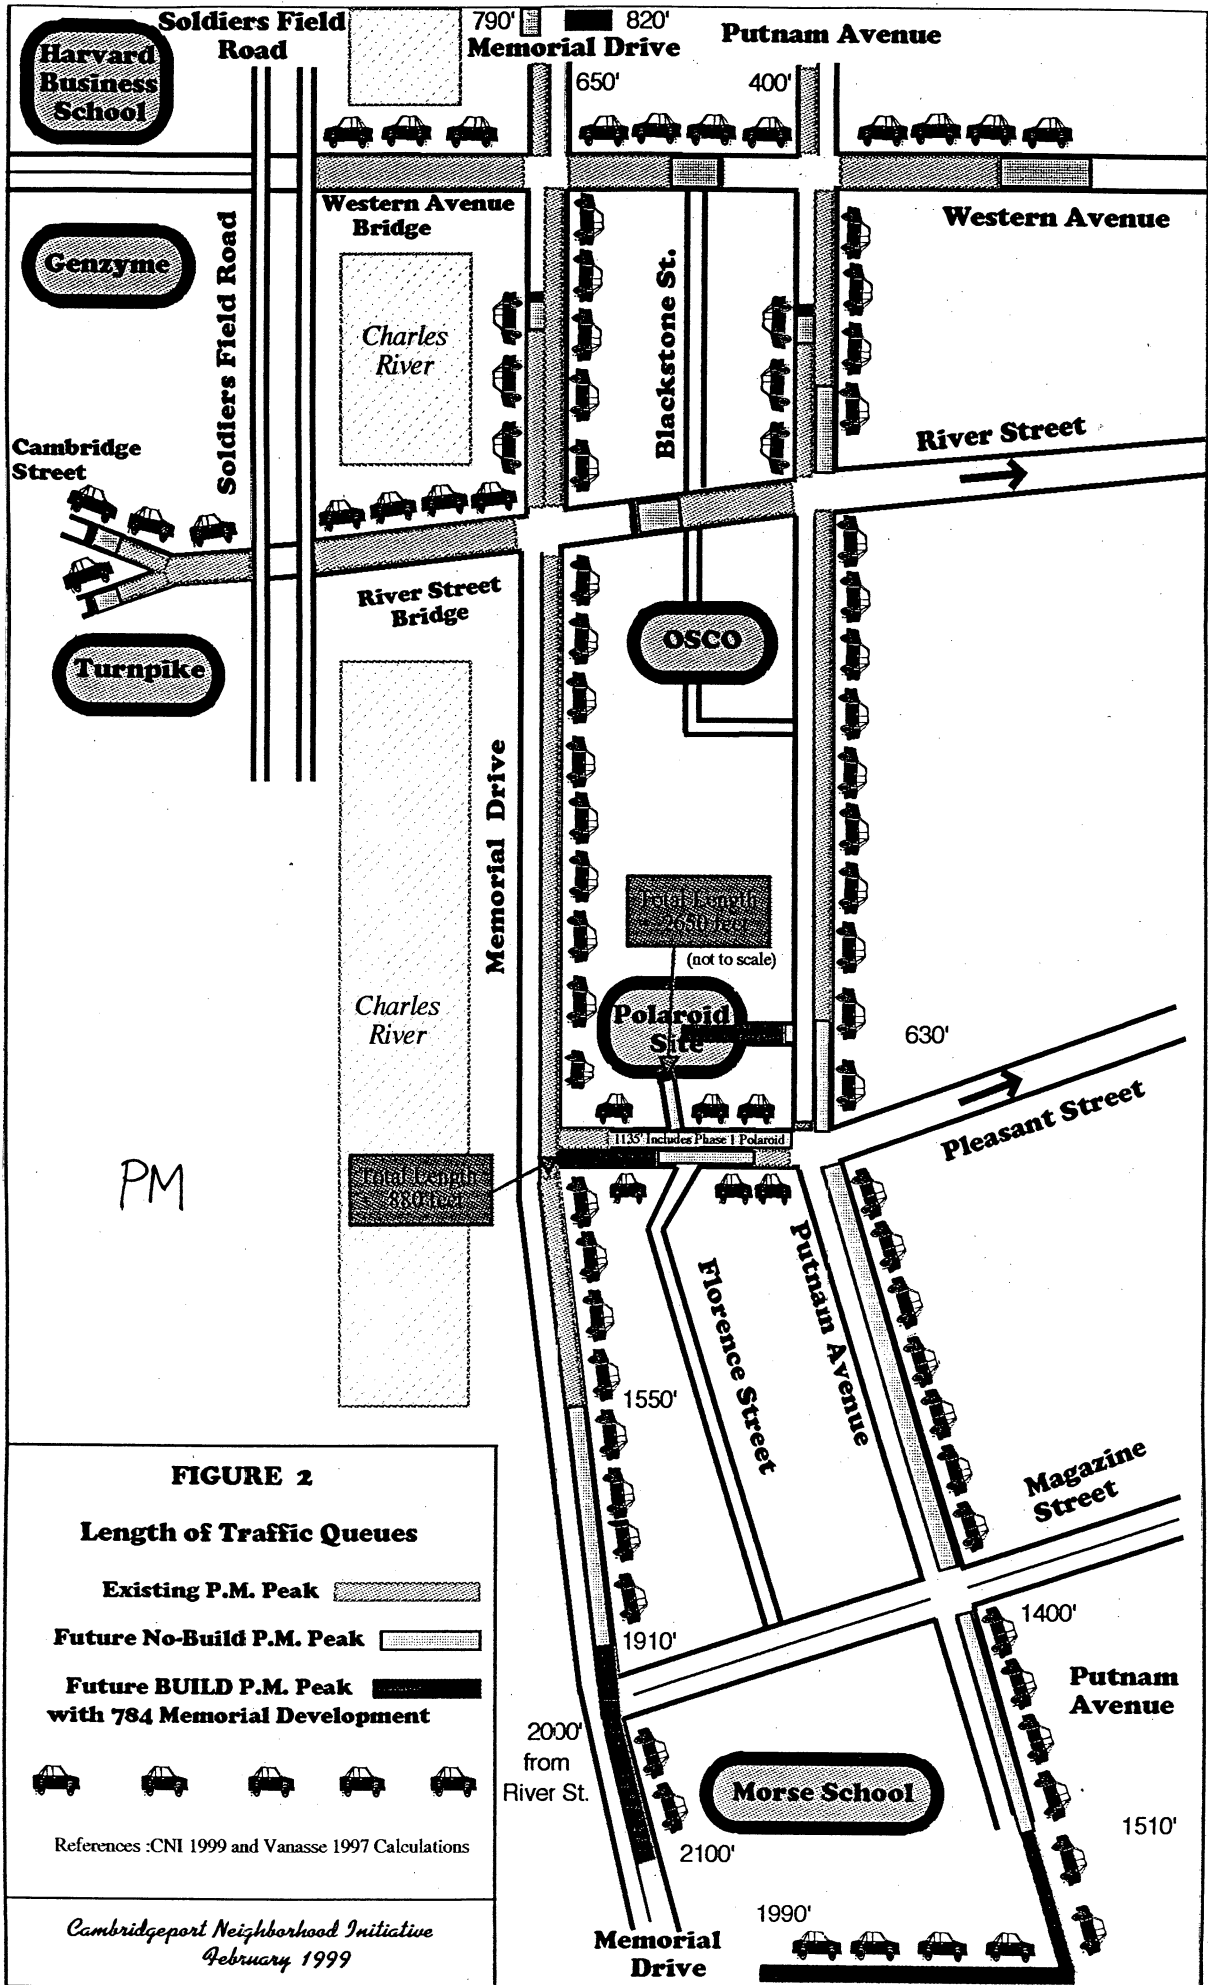 Soldiers Field
Road
790'
820'
Memorial Drive
Putnam Avenue
Harvard
Business
School
650'
400'
Western Avenue
Bridge
Western Avenue
Genzyme
Soldiers Field Road
Charles
River
Blackstone St.
River Street
Cambridge
Street
River Street
Bridge
OSCO
Turnpike
Memorial Drive
Total Length
2650 feet
(not to scale)
Charles
River
Polaroid
Site
630'
Pleasant Street
1135' Includes Phase 1 Polaroid
PM
Total Length
880 feet
Putnam Avenue
Florence Street
1550'
Magazine
Street
FIGURE 2
Length of Traffic Queues
Existing P.M. Peak
Future No-Build P.M. Peak
Future BUILD P.M. Peak
with 784 Memorial Development
References :CNI 1999 and Vanasse 1997 Calculations
Cambridgeport Neighborhood Initiative
February 1999
1910'
1400'
Putnam
Avenue
2000'
from
River St.
Morse School
1510'
2100'
1990'
Memorial
Drive